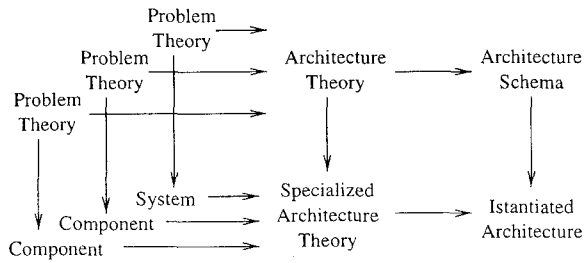 Problem
Theory
Problem
Theory
Architecture
Theory
Architecture
Schema
Problem
Theory
System
Component
Component
Specialized
Architecture
Theory
Istantiated
Architecture